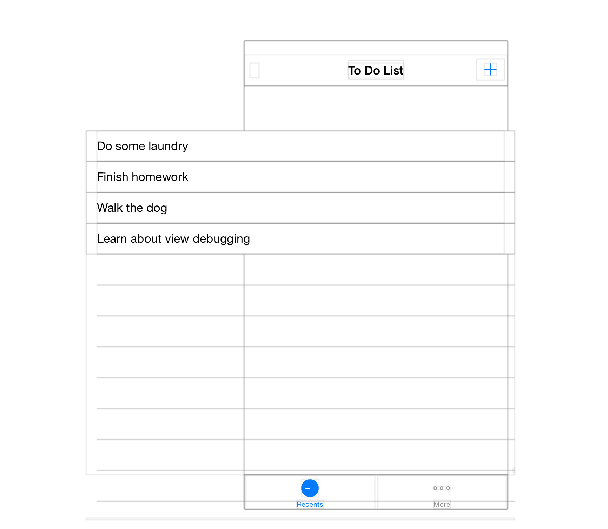 To Do List
Do some laundry
Finish homework
Walk the dog
Learn about view debugging
Recents
More